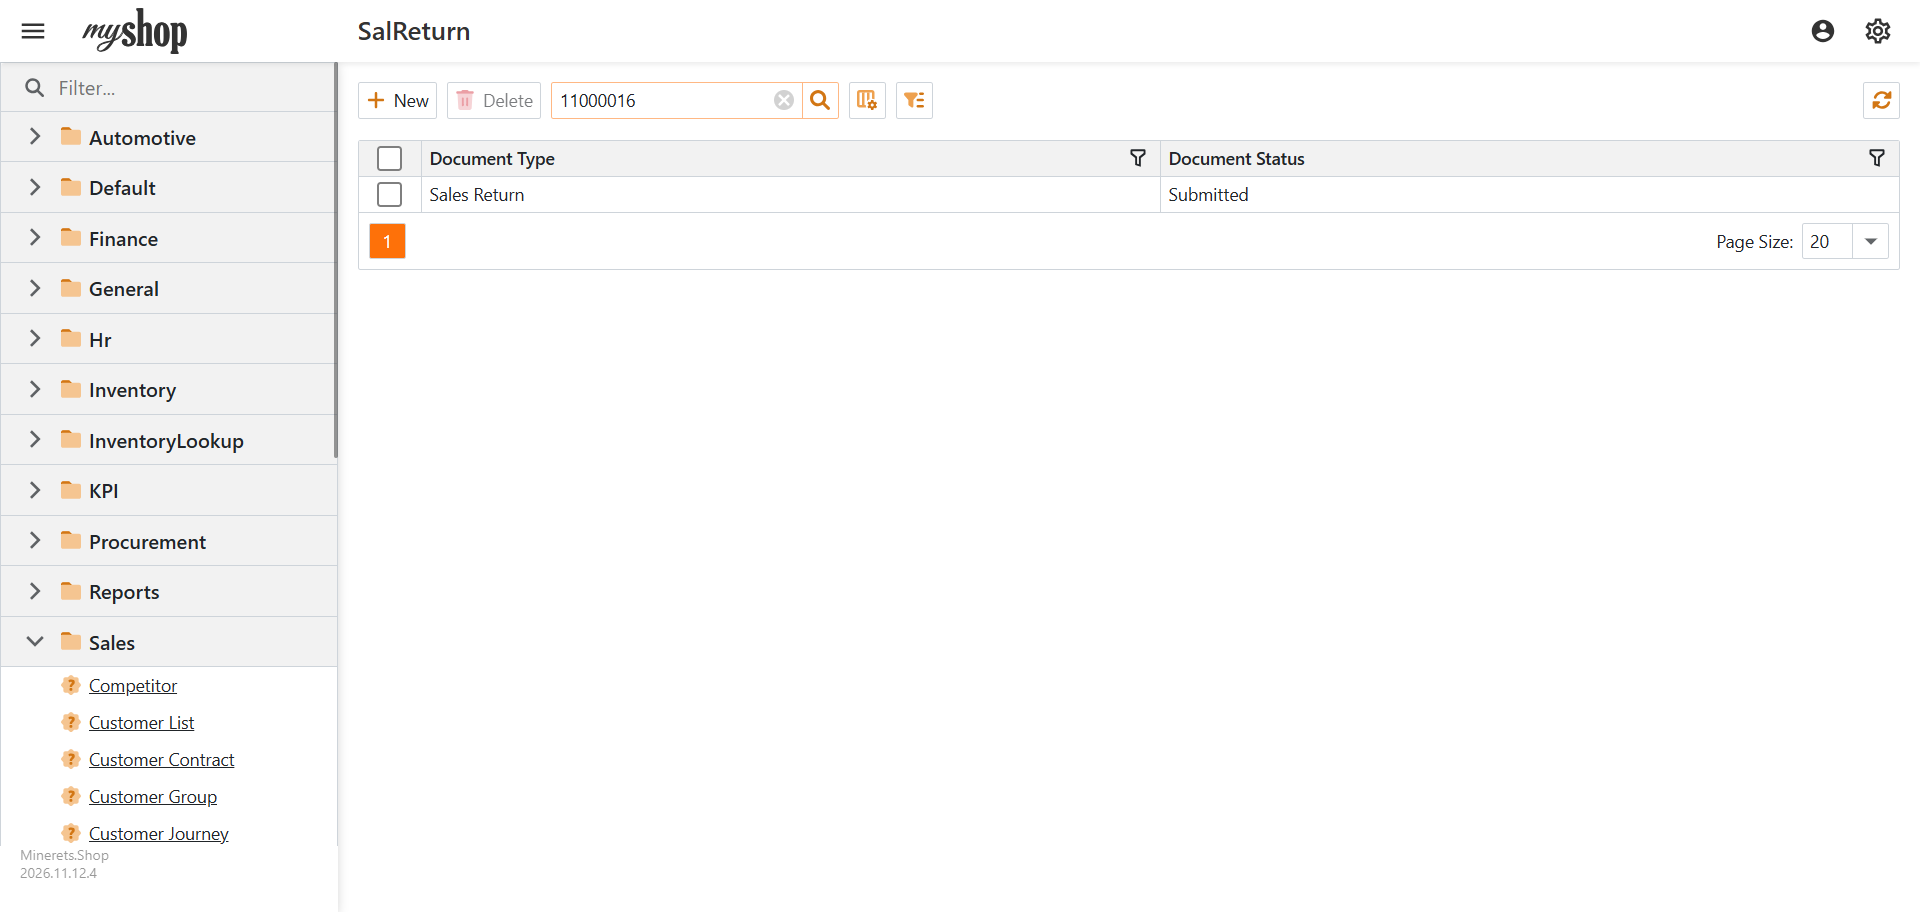 myshop
SalReturn
Filter...
New
Delete
11000016
Document Type
Document Status
Sales Return
Submitted
1
Page Size:
20
Automotive
Default
Finance
General
Hr
Inventory
InventoryLookup
KPI
Procurement
Reports
Sales
Competitor
Customer List
Customer Contract
Customer Group
Customer Journey
Minerets.Shop
2026.11.12.4